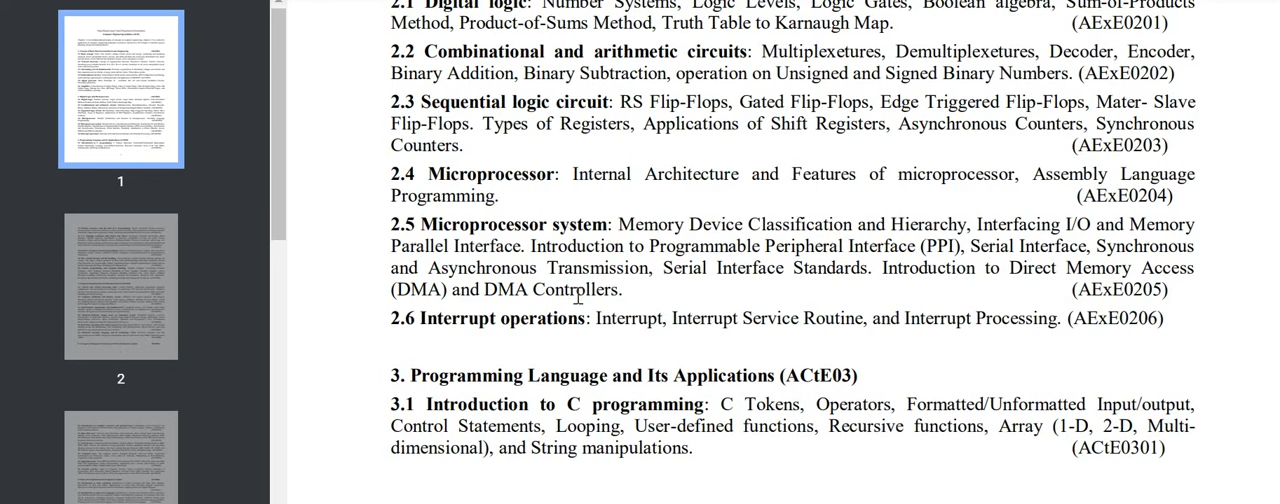 2.1 Digital logic: Number Systems, Logic Levels, Logic Gates, Boolean algebra, Sum-of-Products
Method, Product-of-Sums Method, Truth Table to Karnaugh Map. (AExE0201)
2.2 Combinational and arithmetic circuits: Multiplexures, Demultiplextures, Decoder, Encoder,
Binary Addition, Binary Subtraction, operation on Unsigned and Signed Binary Numbers. (AExE0202)
2.3 Sequential logic circuit: RS Flip-Flops, Gated Flip-Flops, Edge Triggered Flip-Flops, Mater- Slave
Flip-Flops. Types of Registers, Applications of Shift Registers, Asynchronous Counters, Synchronous
Counters. (AExE0203)
2.4 Microprocessor: Internal Architecture and Features of microprocessor, Assembly Language
Programming. (AExE0204)
2.5 Microprocessor system: Memory Device Classification and Hierarchy, Interfacing I/O and Memory
Parallel Interface. Introduction to Programmable Peripheral Interface (PPI), Serial Interface, Synchronous
and Asynchronous Transmission, Serial Interface Standards. Introduction to Direct Memory Access
(DMA) and DMA Controllers. (AExE0205)
2.6 Interrupt operations: Interrupt, Interrupt Service Routine, and Interrupt Processing. (AExE0206)
3. Programming Language and Its Applications (ACtE03)
3.1 Introduction to C programming: C Tokens, Operators, Formatted/Unformatted Input/output,
Control Statements, Looping, User-defined functions, Recursive functions, Array (1-D, 2-D, Multi-
dimensional), and String manipulations. (ACtE0301)
1
2